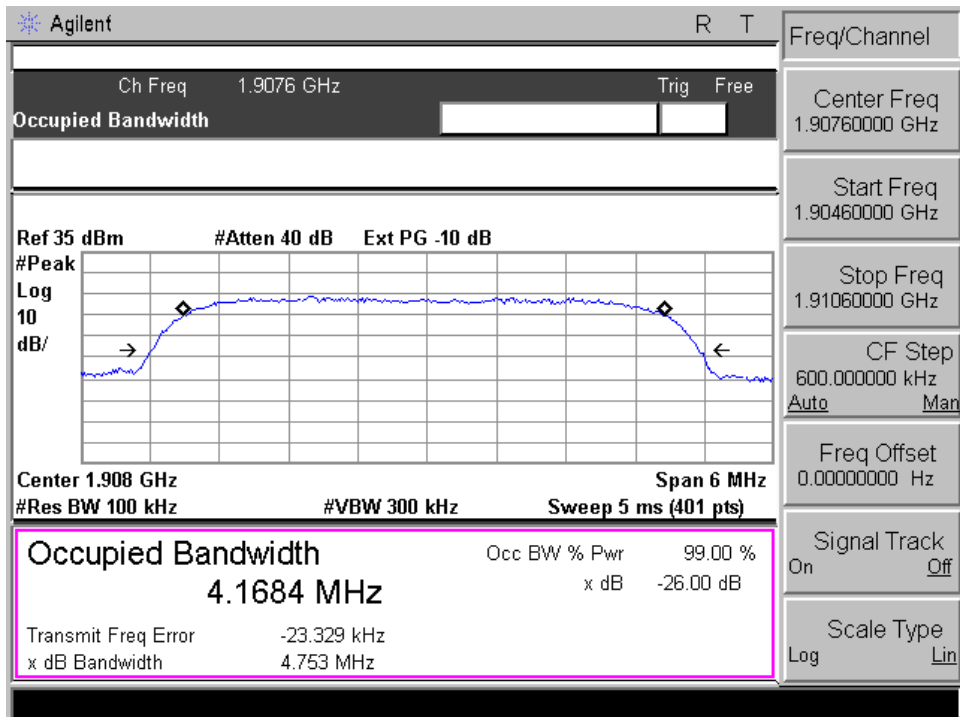 Agilent R T
Ch Freq 1.9076 GHz Trig Free
Occupied Bandwidth
Ref 35 dBm #Atten 40 dB Ext PG -10 dB
#Peak
Log
10
dB/
Center 1.908 GHz Span 6 MHz
#Res BW 100 kHz #VBW 300 kHz Sweep 5 ms (401 pts)
Occupied Bandwidth
4.1684 MHz
Occ BW % Pwr 99.00 %
x dB -26.00 dB
Transmit Freq Error -23.329 kHz
x dB Bandwidth 4.753 MHz
Freq/Channel
Center Freq
1.90760000 GHz
Start Freq
1.90460000 GHz
Stop Freq
1.91060000 GHz
CF Step
600.000000 kHz
Auto Man
Freq Offset
0.00000000 Hz
Signal Track
On Off
Scale Type
Log Lin